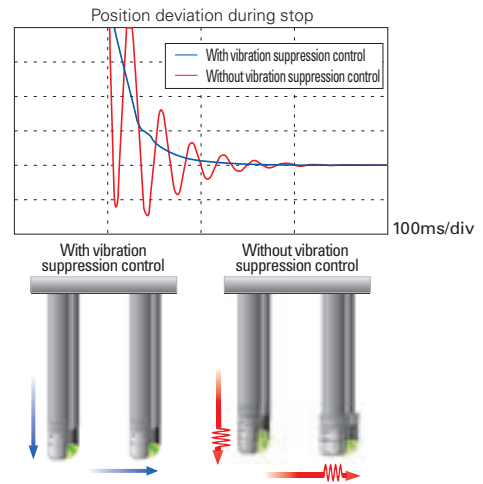 Position deviation during stop
With vibration suppression control
Without vibration suppression control
100ms/div
With vibration
suppression control
Without vibration
suppression control